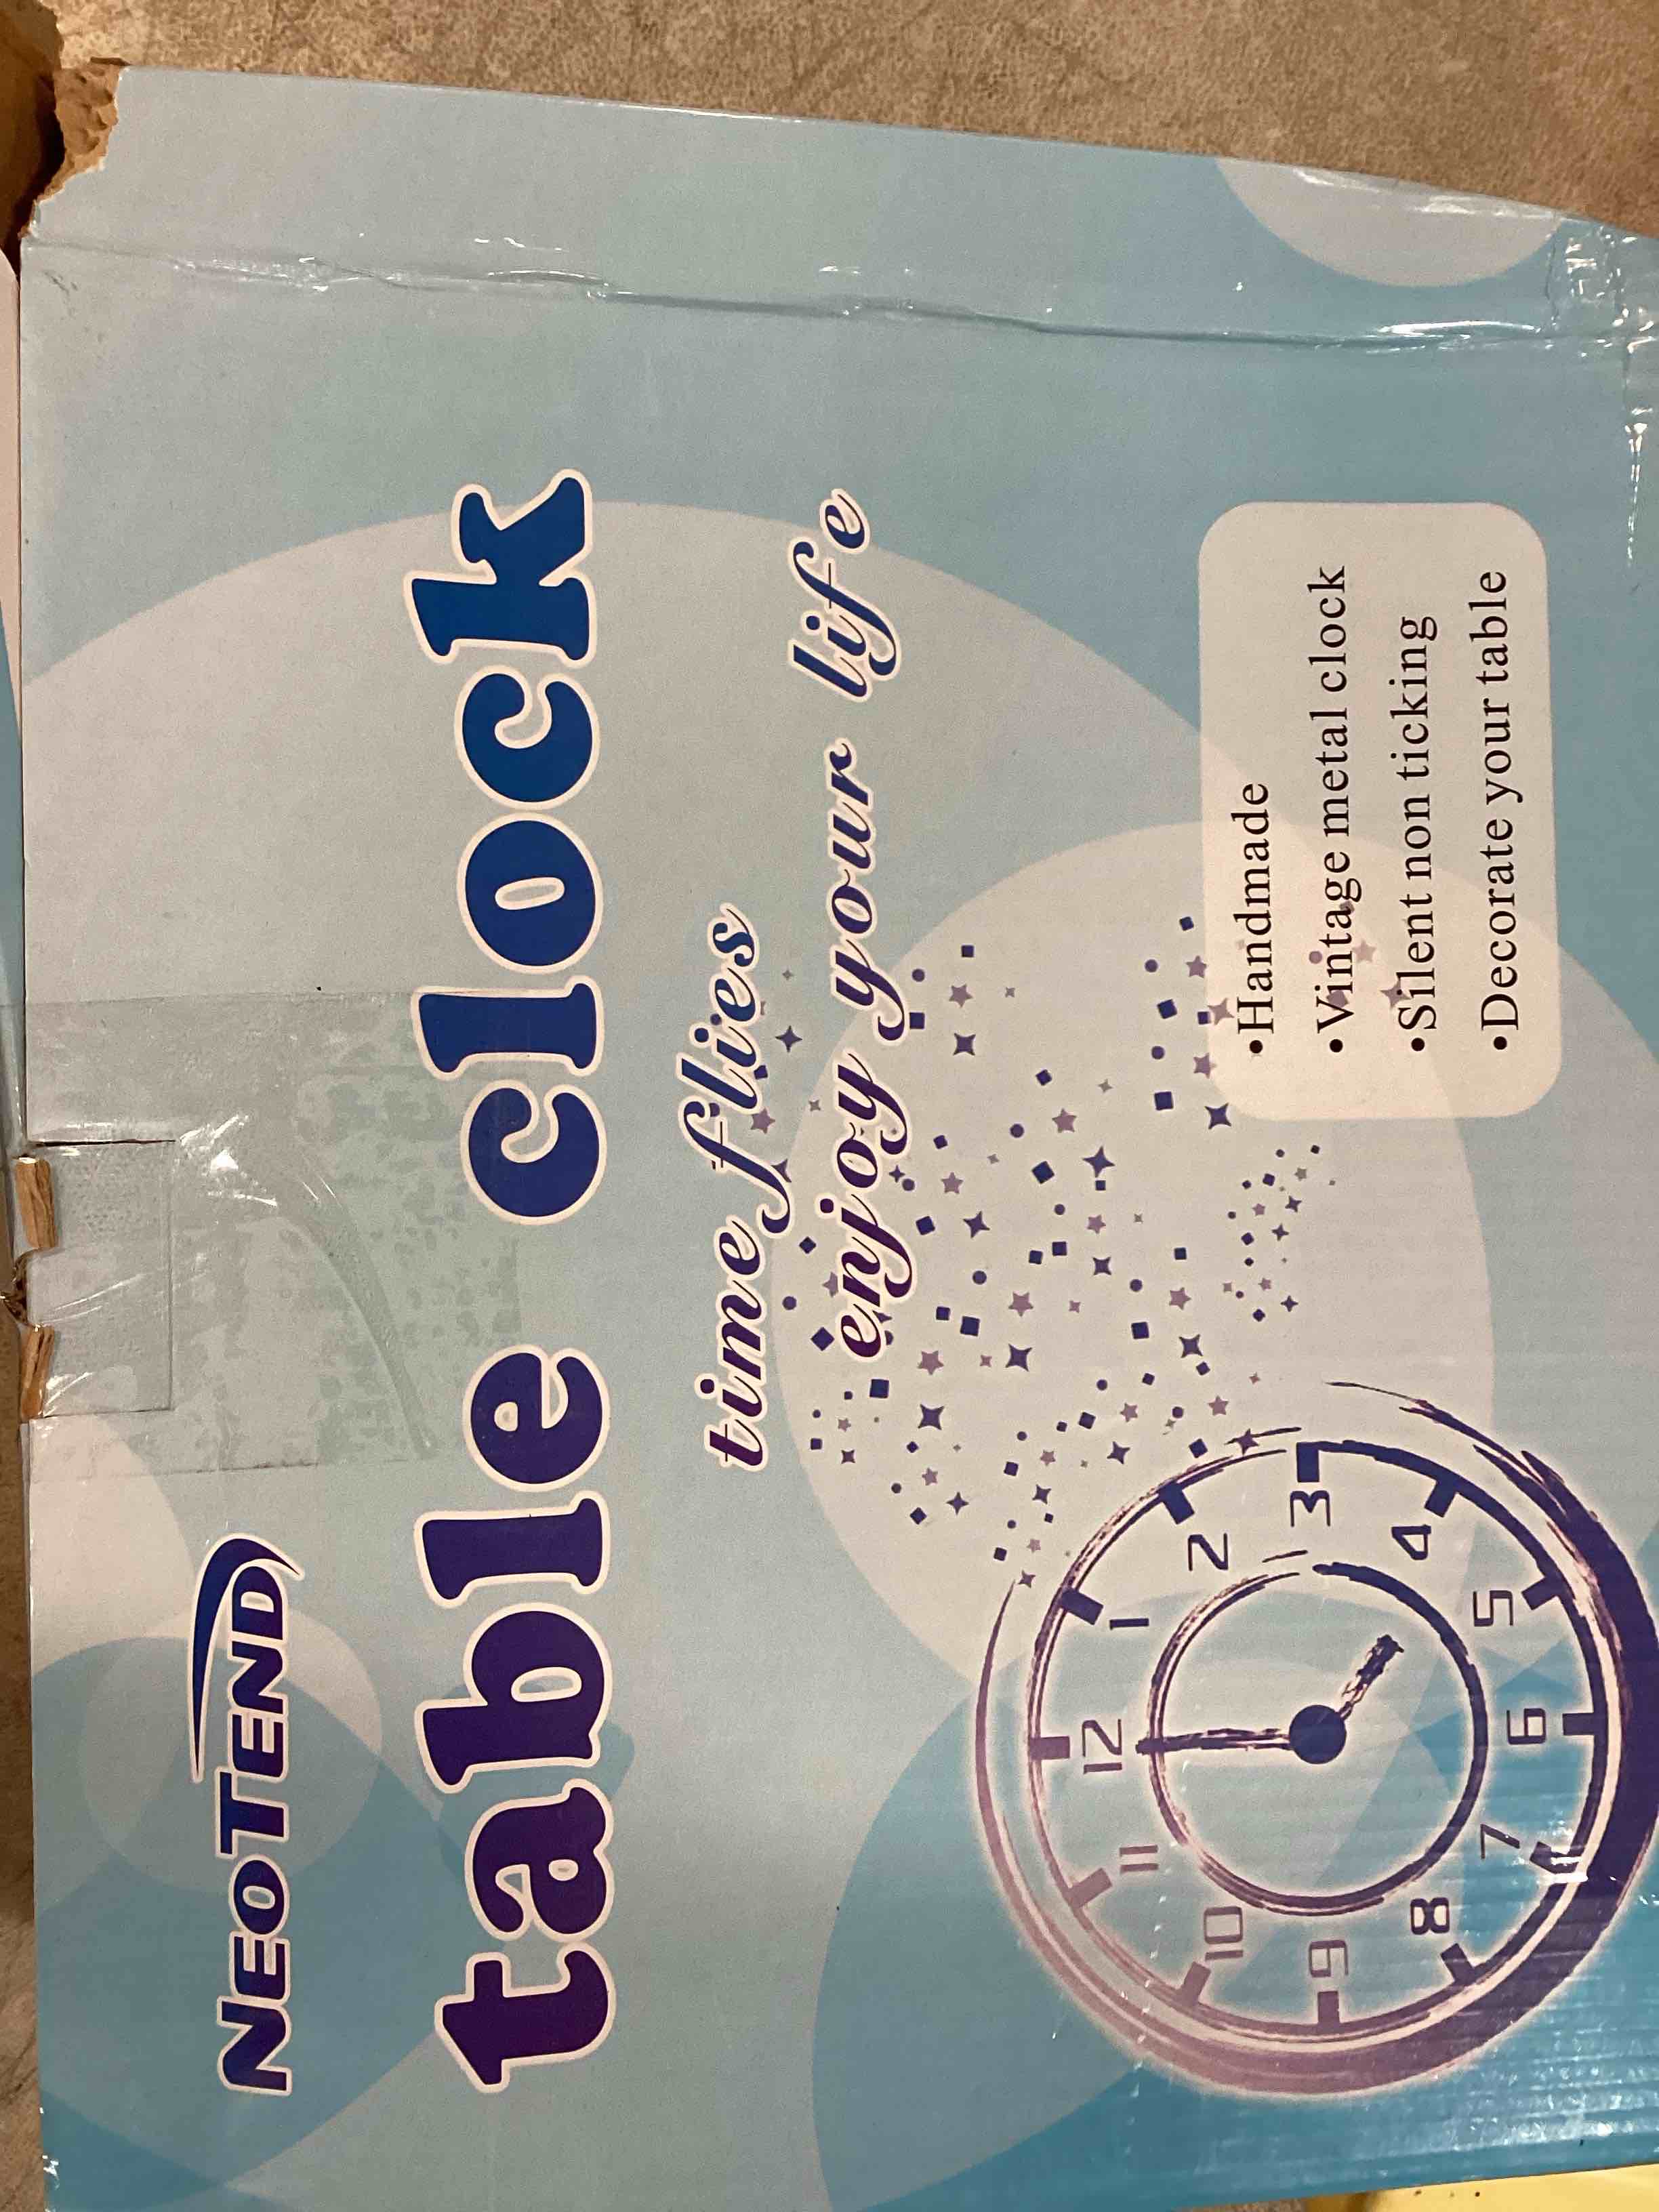 NEOTEND
table clock
time flies
enjoy your life
•Handmade
•Vintage metal clock
•Silent non ticking
•Decorate your table
12
1
2
3
4
5
6
7
8
9
10
11